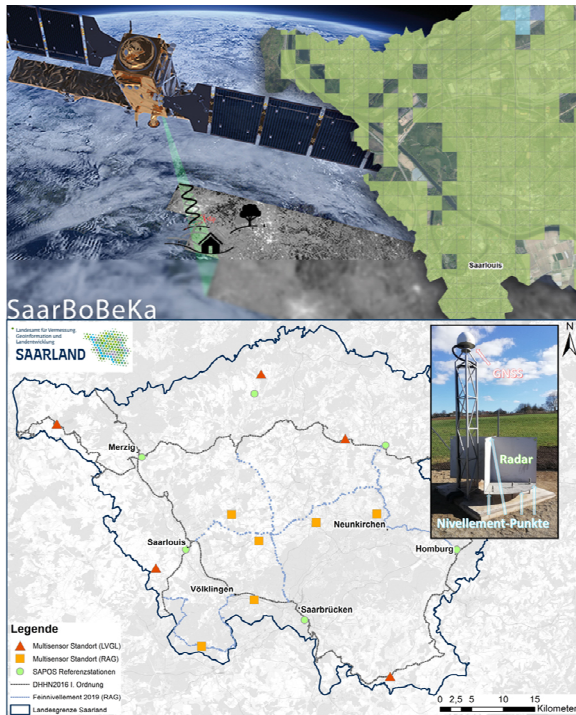 Saarlouis
SaarBoBeKa
Landesamt für Vermessung
Geoinformation und
Landentwicklung
SAARLAND
N
GNSS
Radar
Nivellement-Punkte
Merzig
Neunkirchen
Saarlouis
Homburg
Völklingen
Saarbrücken
Legende
Multisensor Standort (LVGL)
Multisensor Standort (RAG)
SAPOS Referenzstationen
DHHN2016 I. Ordnung
Feinnivellement 2019 (RAG)
Landesgrenze Saarland
0 2,5 5 10 15
Kilometer